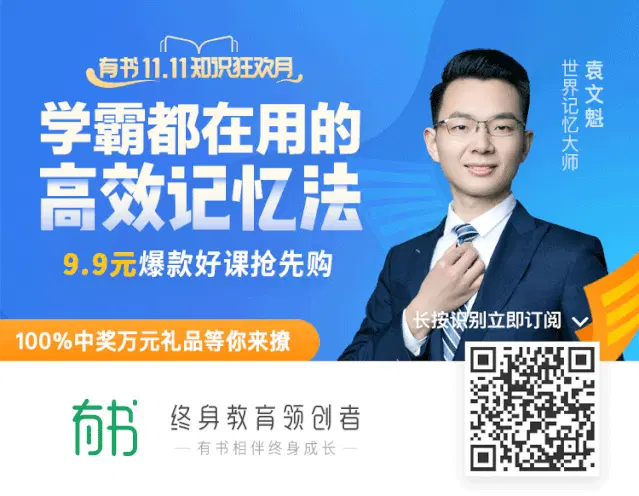 有书11.11知识狂欢月
学霸都在用的
高效记忆法
9.9元爆款好课抢先购
袁文魁
世界记忆大师
长按识别立即订阅
100%中奖万元礼品等你来撩
有书
终身教育领创者
—有书相伴终身成长—